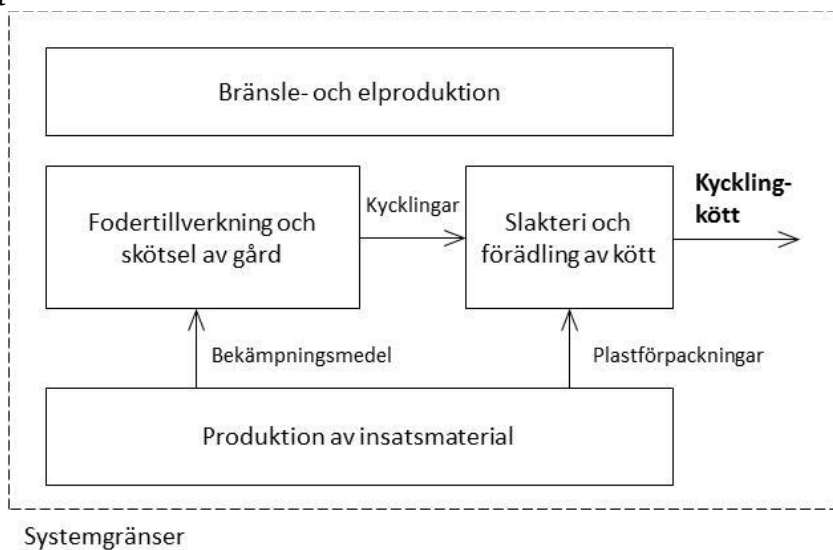 Bränsle- och elproduktion
Fodertillverkning och
skötsel av gård
Kycklingar
Slakteri och
förädling av kött
Kyckling-
kött
Bekämpningsmedel
Plastförpackningar
Produktion av insatsmaterial
Systemgränser